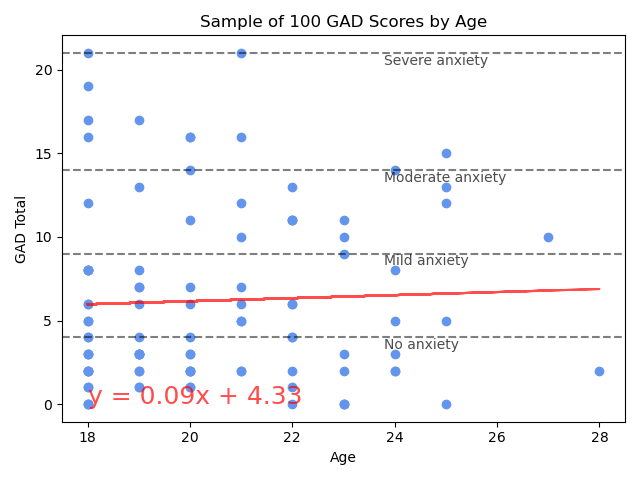 Sample of 100 GAD Scores by Age
20
15
10
5
0
GAD Total
Severe anxiety
Moderate anxiety
Mild anxiety
No anxiety
y = 0.09x + 4.33
18 20 22 24 26 28
Age